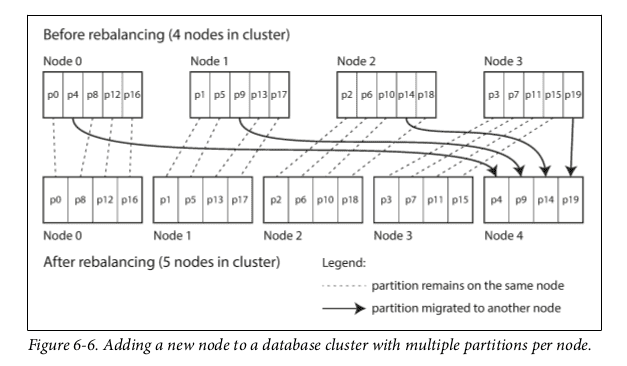 Before rebalancing (4 nodes in cluster)
Node 0 Node 1 Node 2 Node 3
p0 p4 p8 p12 p16 p1 p5 p9 p13 p17 p2 p6 p10 p14 p18 p3 p7 p11 p15 p19
p0 p8 p12 p16 p1 p5 p13 p17 p2 p6 p10 p18 p3 p7 p11 p15 p4 p9 p14 p19
Node 0 Node 1 Node 2 Node 3 Node 4
After rebalancing (5 nodes in cluster)
Legend:
partition remains on the same node
partition migrated to another node
Figure 6-6. Adding a new node to a database cluster with multiple partitions per node.